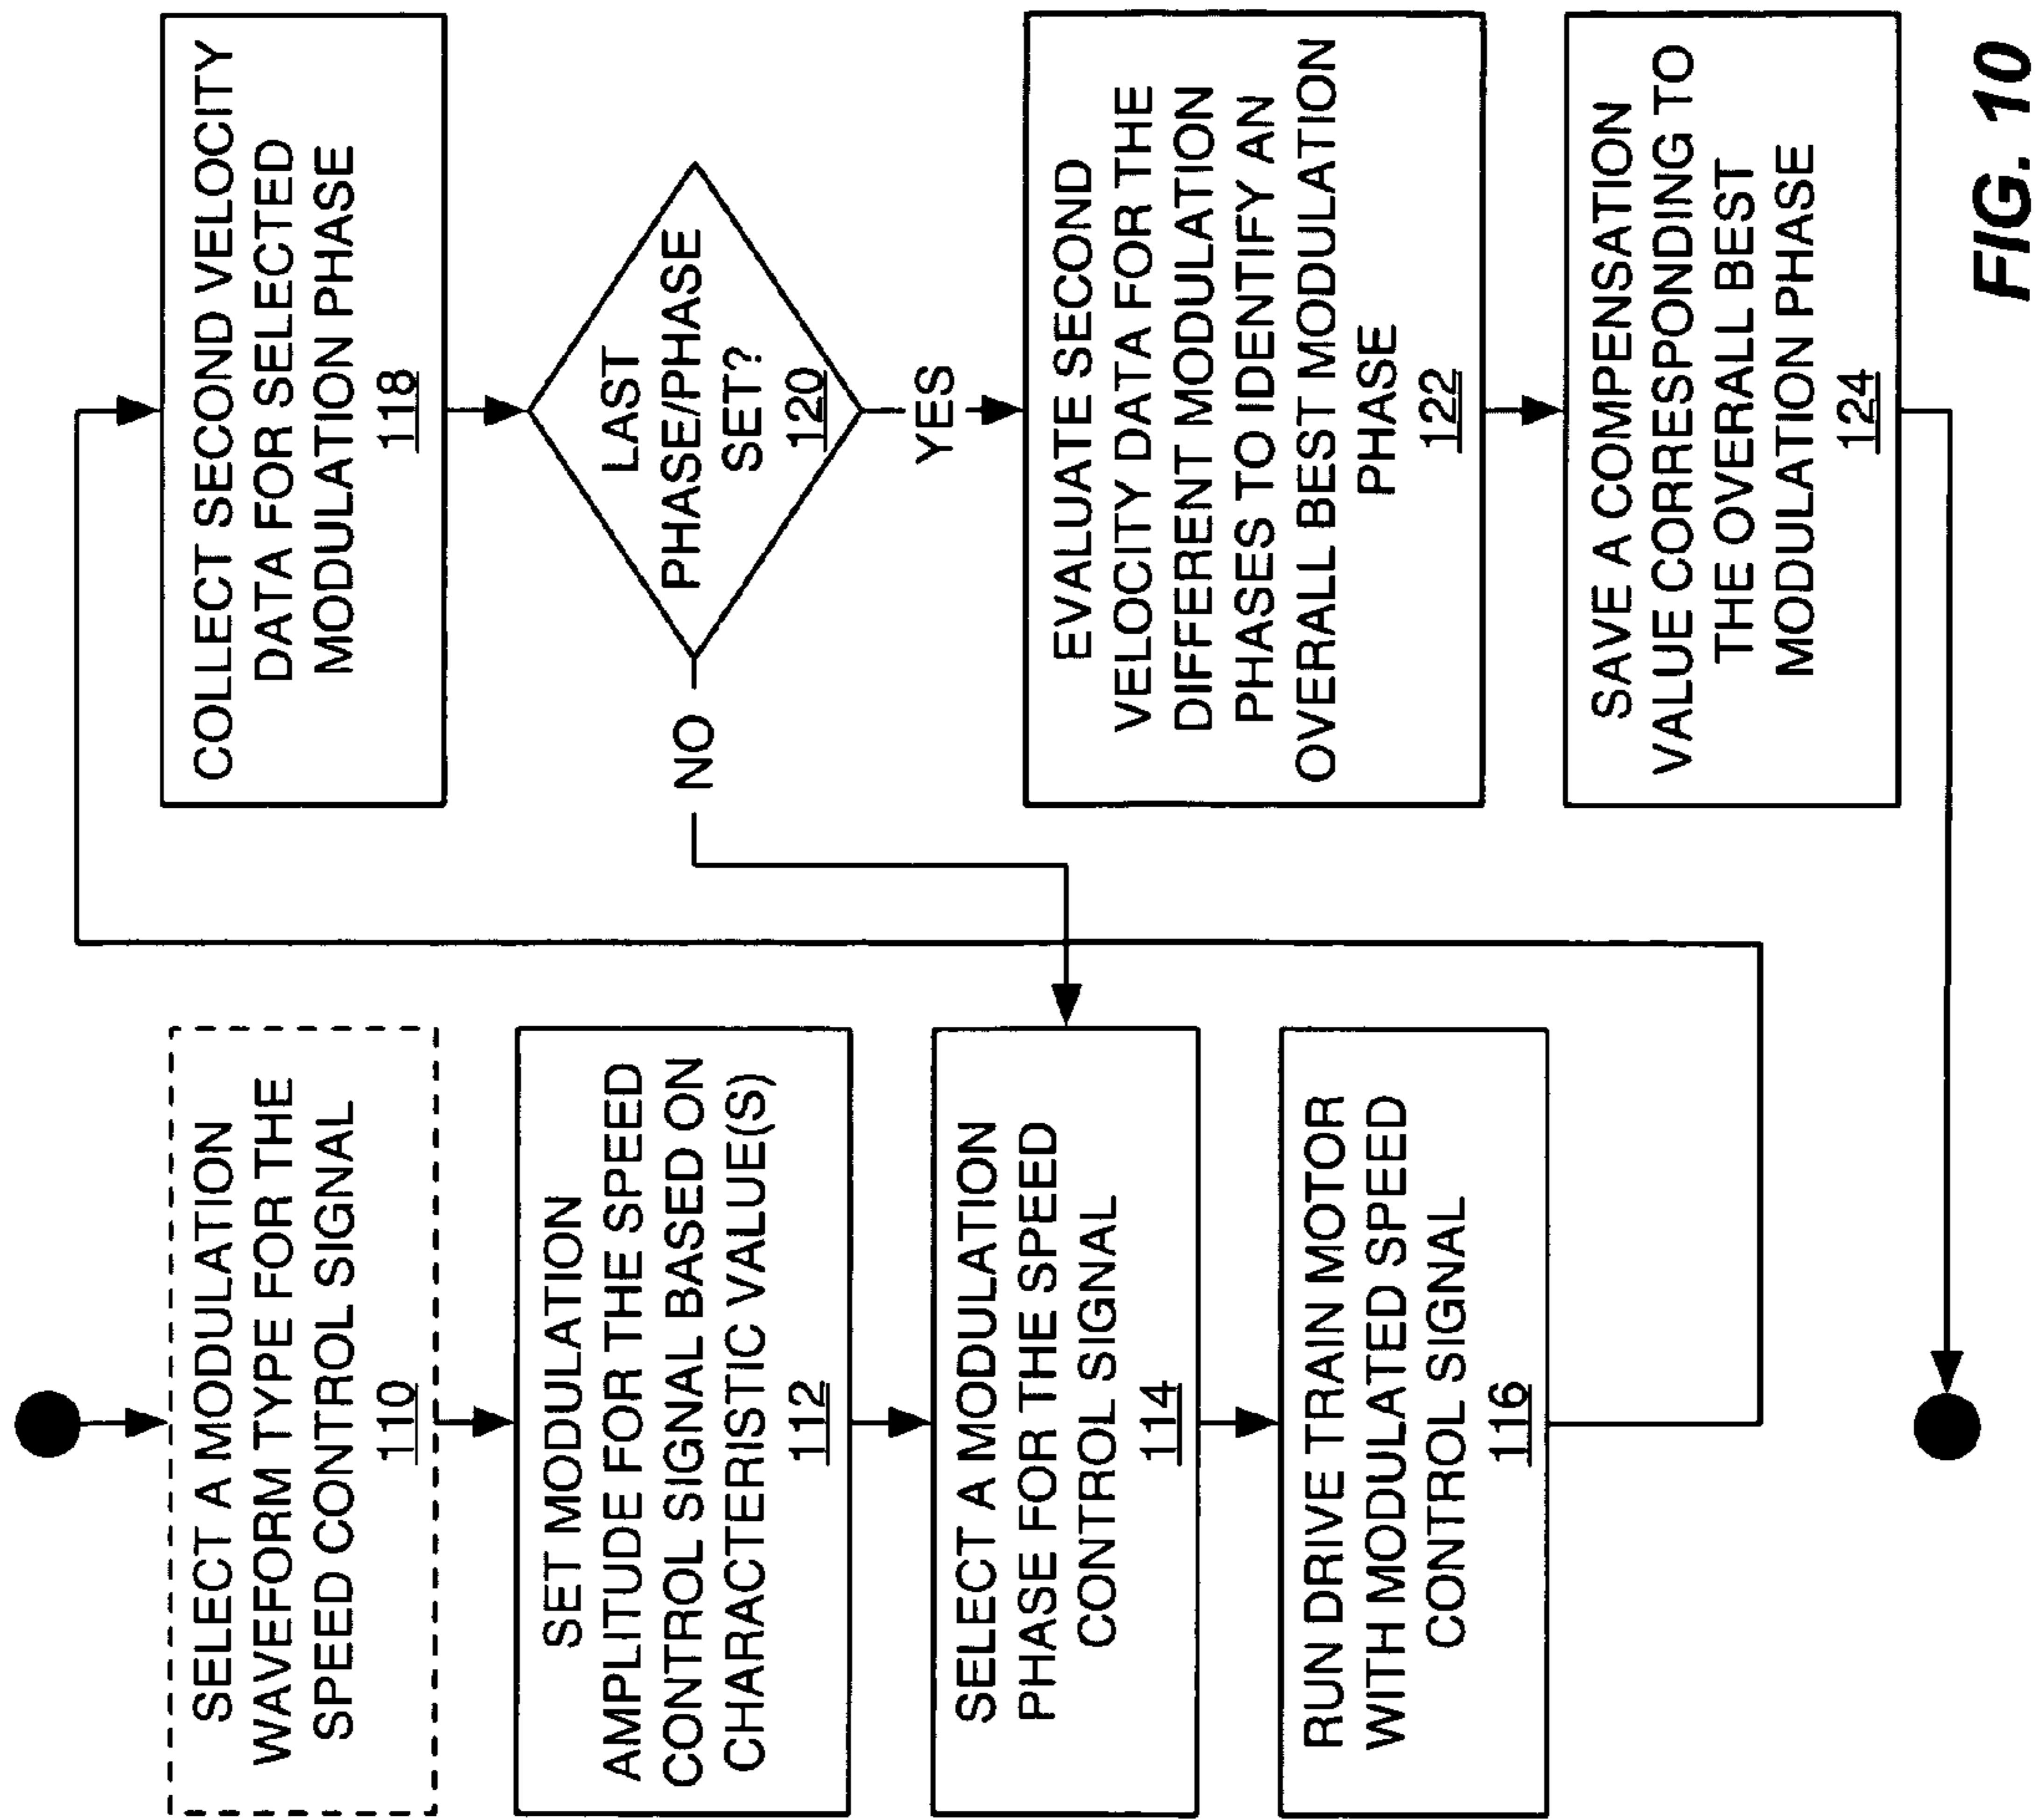 SELECT A MODULATION
WAVEFORM TYPE FOR THE
SPEED CONTROL SIGNAL
110
SET MODULATION
AMPLITUDE FOR THE SPEED
CONTROL SIGNAL BASED ON
CHARACTERISTIC VALUE(S)
112
SELECT A MODULATION
PHASE FOR THE SPEED
CONTROL SIGNAL
114
RUN DRIVE TRAIN MOTOR
WITH MODULATED SPEED
CONTROL SIGNAL
116
COLLECT SECOND VELOCITY
DATA FOR SELECTED
MODULATION PHASE
118
LAST
PHASE/PHASE
SET?
120
NO
YES
EVALUATE SECOND
VELOCITY DATA FOR THE
DIFFERENT MODULATION
PHASES TO IDENTIFY AN
OVERALL BEST MODULATION
PHASE
122
SAVE A COMPENSATION
VALUE CORRESPONDING TO
THE OVERALL BEST
MODULATION PHASE
124
FIG. 10